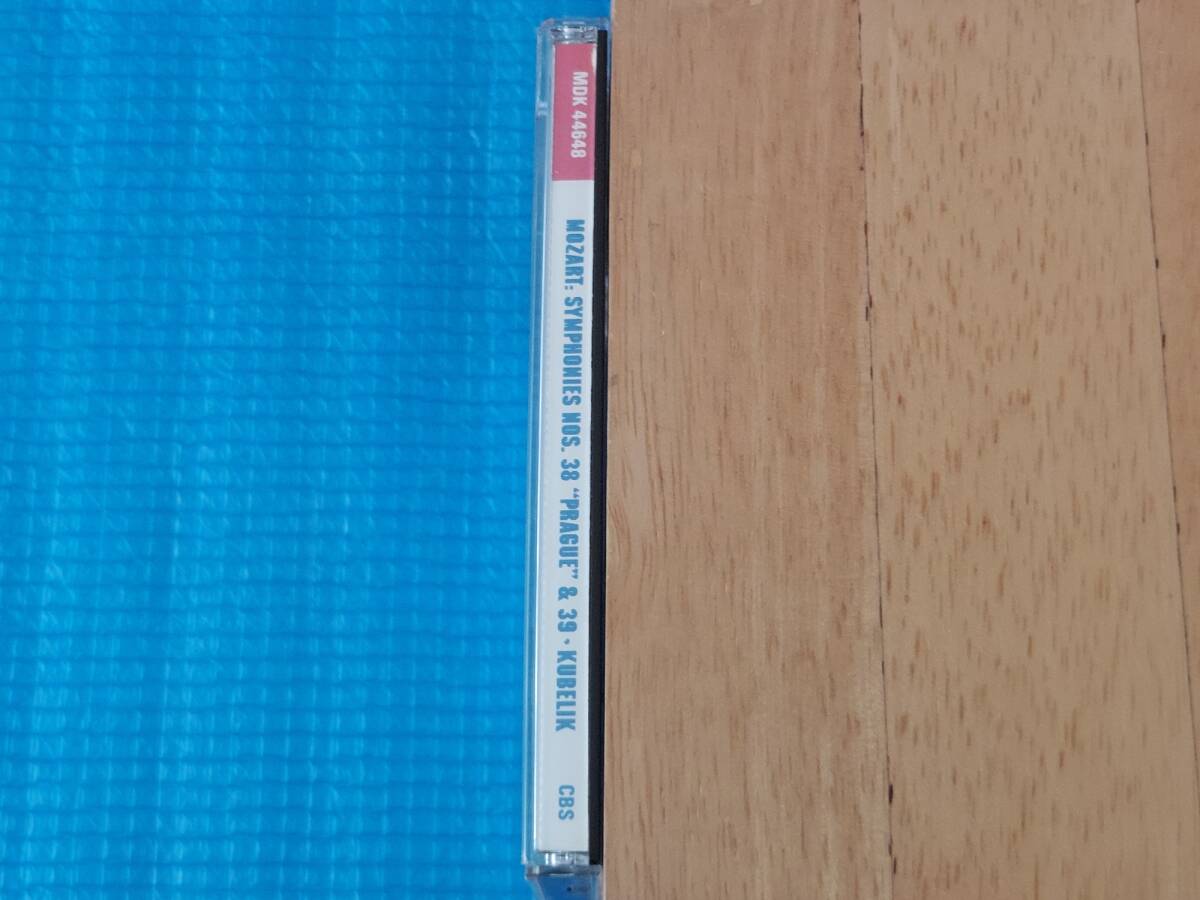 MDK 44648
MOZART: SYMPHONIES NOS. 38 “PRAGUE” & 39 · KUBELIK
CBS